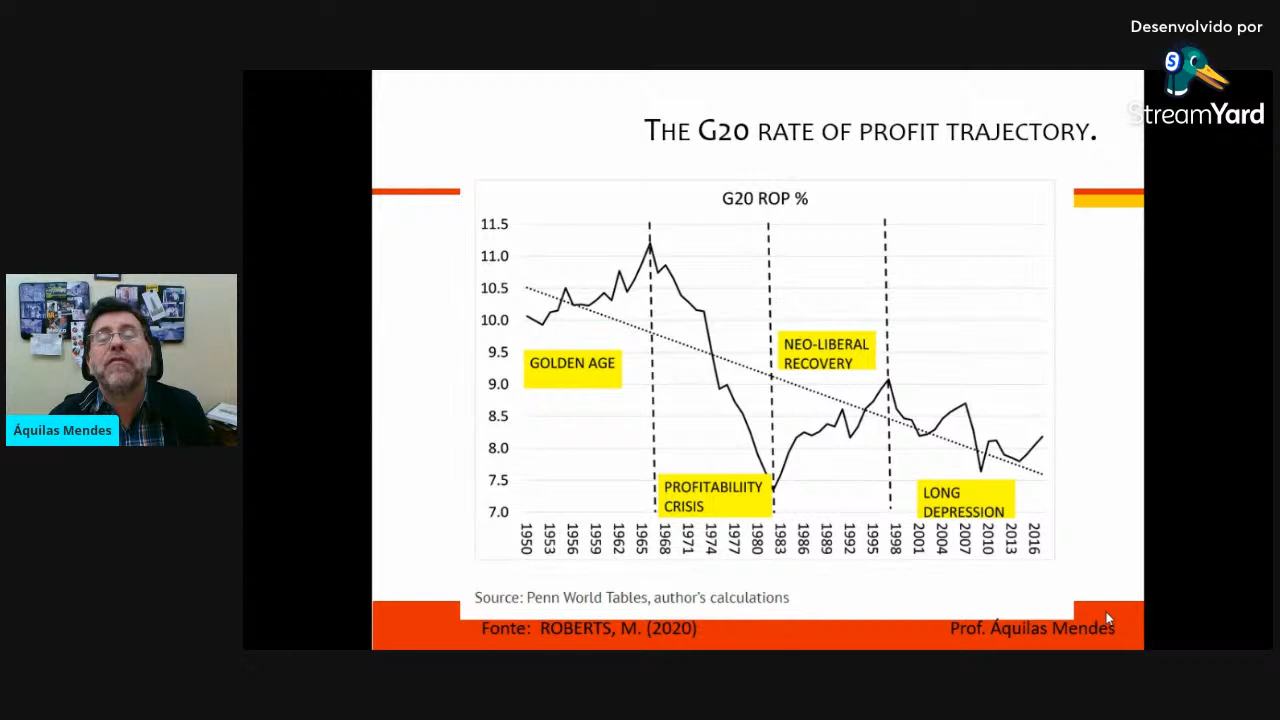 Desenvolvido por
StreamYard
THE G20 RATE OF PROFIT TRAJECTORY.
G20 ROP %
11.5
11.0
10.5
10.0
9.5
9.0
8.5
8.0
7.5
7.0
GOLDEN AGE
PROFITABILIITY
CRISIS
NEO-LIBERAL
RECOVERY
LONG
DEPRESSION
1950
1953
1956
1959
1962
1965
1968
1971
1974
1977
1980
1983
1986
1989
1992
1995
1998
2001
2004
2007
2010
2013
2016
Source: Penn World Tables, author's calculations
Fonte: ROBERTS, M. (2020)
Prof. Áquilas Mendes
Áquilas Mendes